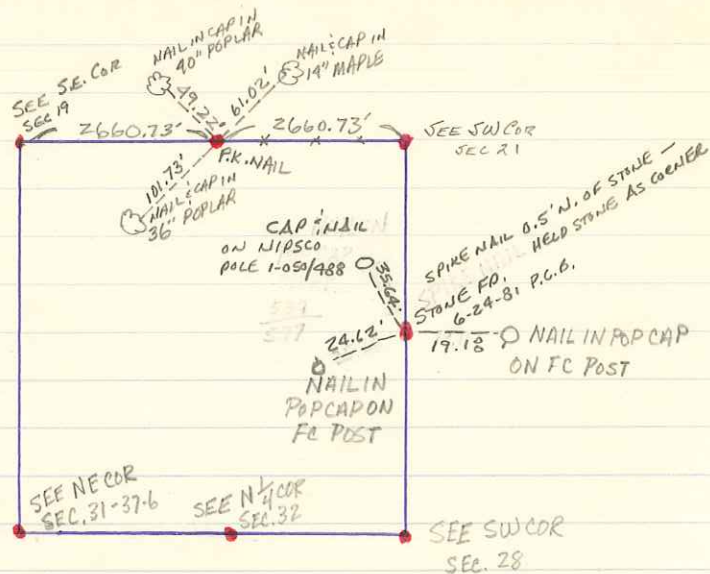 NAIL IN CAP IN
40" POPLAR
49.22'
NAIL & CAP IN
14" MAPLE
61.02'
SEE S.E. COR
SEC 19
2660.73'
2660.73'
SEE SW COR
SEC 21
P.K. NAIL
101.73'
NAIL & CAP IN
36" POPLAR
CAP & NAIL
ON NIPSCO
POLE 1-050/488
35.64'
SPIKE NAIL 0.5' N. OF STONE —
STONE FD. HELD STONE AS CORNER
6-24-81 P.G.B.
24.62'
19.18
NAIL IN POP CAP
ON FC POST
NAIL IN
POP CAP ON
FC POST
SEE NE COR
SEC. 31-37-6
SEE N 1/4 COR
SEC. 32
SEE SW COR
SEC. 28